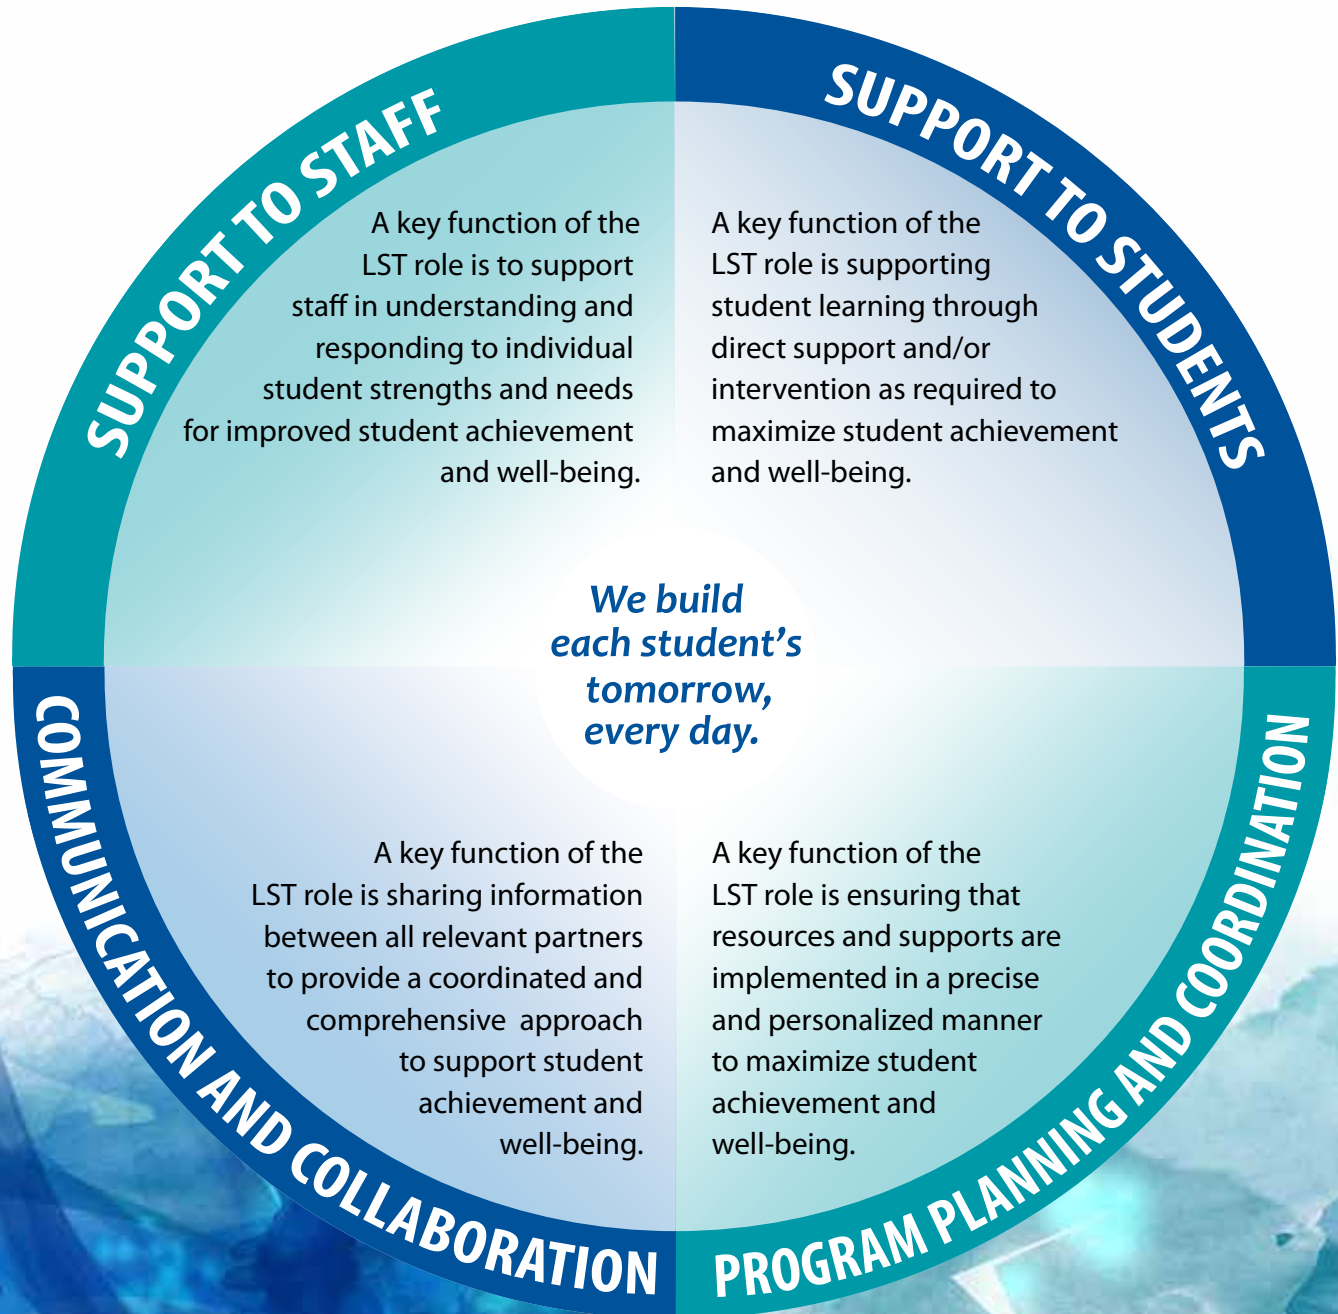 SUPPORT TO STAFF
A key function of the
LST role is to support
staff in understanding and
responding to individual
student strengths and needs
for improved student achievement
and well-being.
SUPPORT TO STUDENTS
A key function of the
LST role is supporting
student learning through
direct support and/or
intervention as required to
maximize student achievement
and well-being.
We build
each student's
tomorrow,
every day.
COMMUNICATION AND COLLABORATION
A key function of the
LST role is sharing information
between all relevant partners
to provide a coordinated and
comprehensive approach
to support student
achievement and
well-being.
PROGRAM PLANNING AND COORDINATION
A key function of the
LST role is ensuring that
resources and supports are
implemented in a precise
and personalized manner
to maximize student
achievement and
well-being.